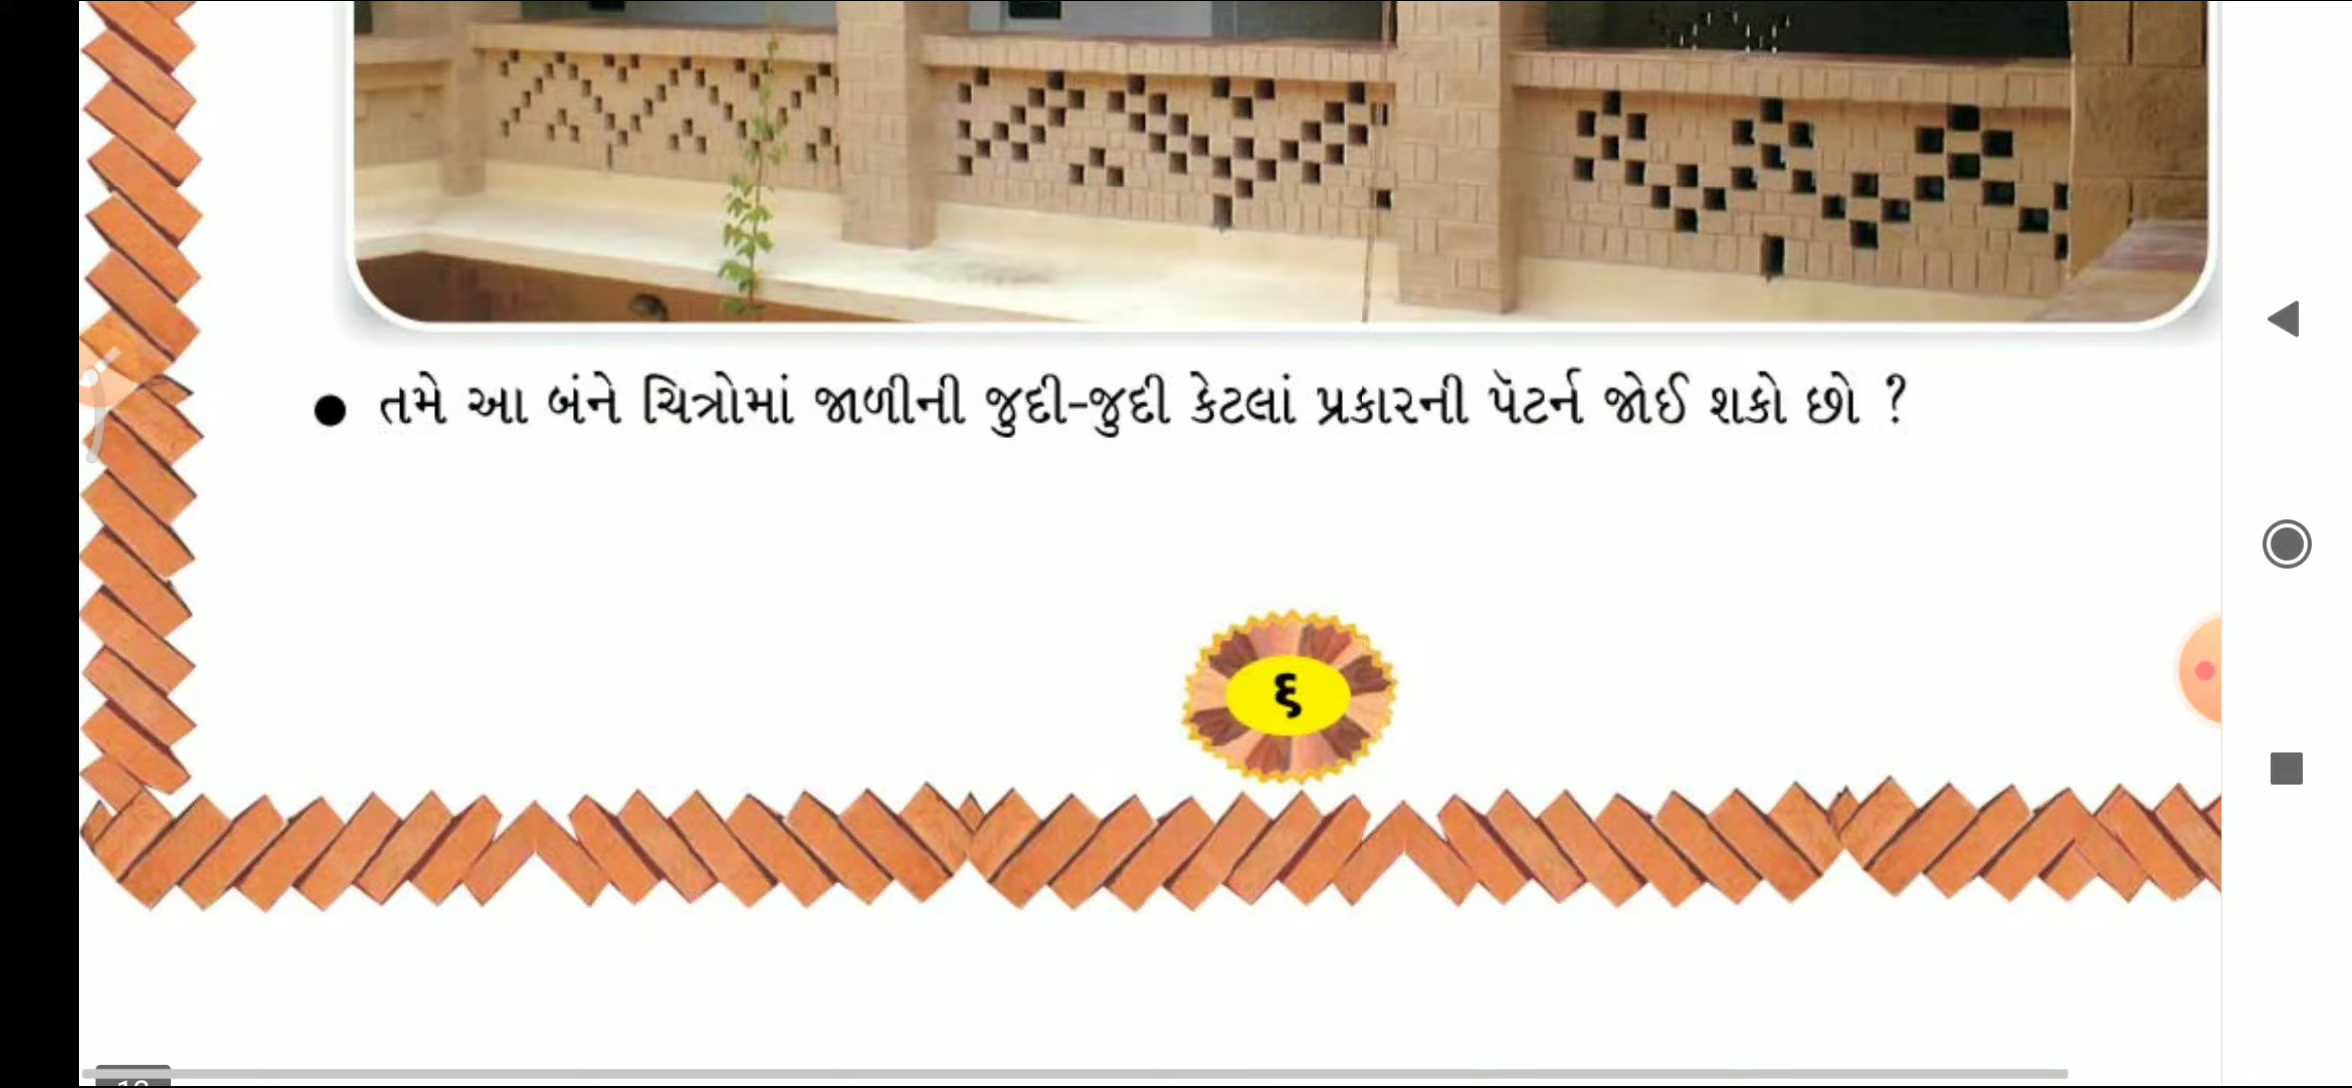 ● તમે આ બંને ચિત્રોમાં જાળીની જુદી-જુદી કેટલાં પ્રકારની પૅટર્ન જોઈ શકો છો ?
૬